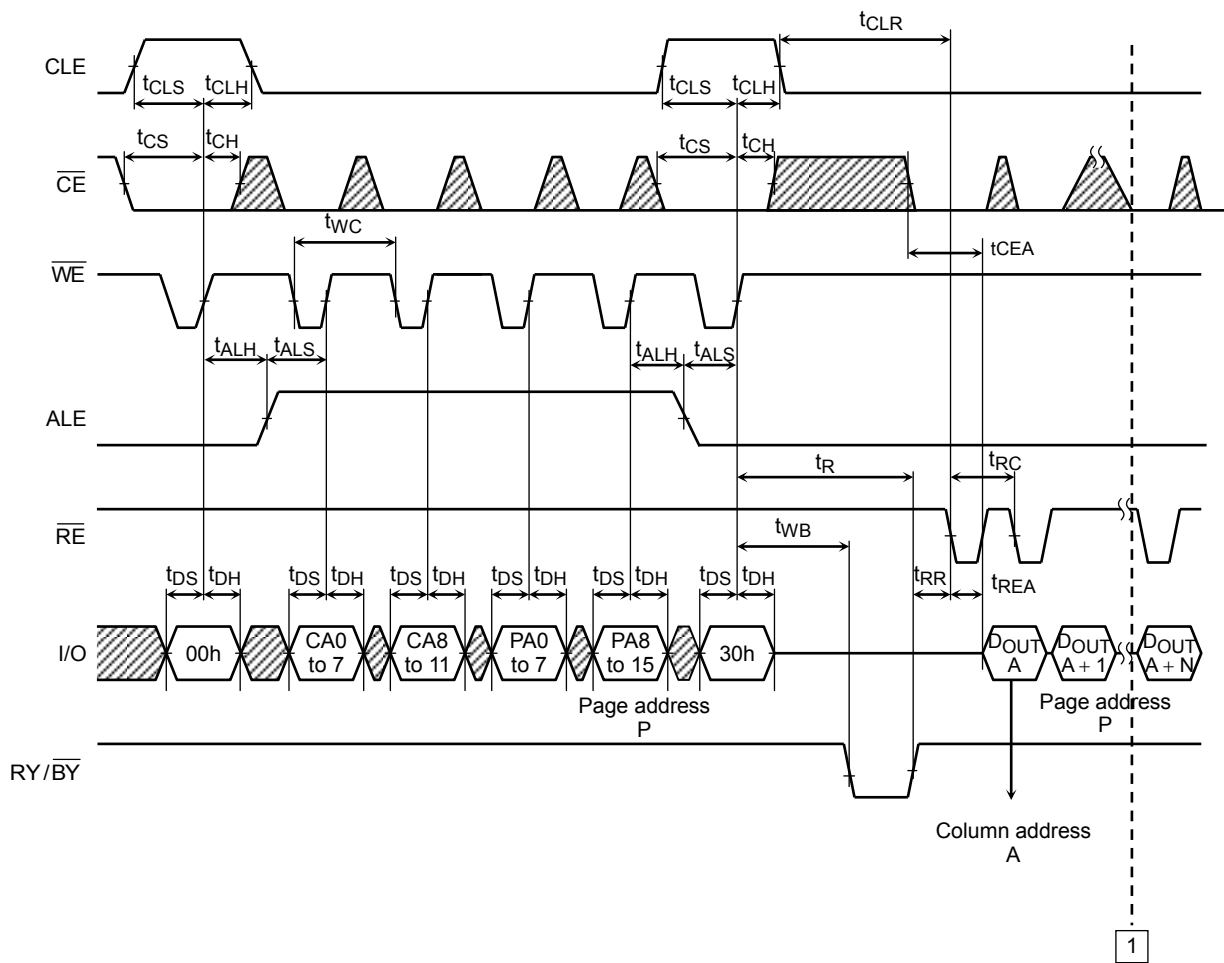 tCLR
CLE
tCLS tCLH tCLS tCLH
tCS tCH tCS tCH
CE
tWC
tCEA
WE
tALH tALS tALH tALS
ALE
tR tRC
RE
tWB
tDS tDH tDS tDH tDS tDH tDS tDH tDS tDH tDS tDH tRR tREA
I/O
00h
CA0
to 7
CA8
to 11
PA0
to 7
PA8
to 15
30h
DOUT
A
DOUT
A + 1
DOUT
A + N
Page address
P
Page address
P
RY/BY
Column address
A
1